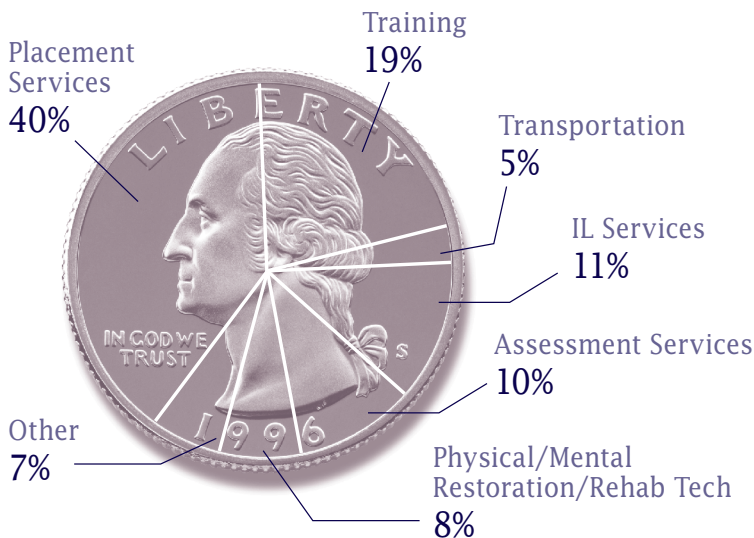 Training
19%
Placement
Services
40%
Transportation
5%
IL Services
11%
Assessment Services
10%
Other
7%
Physical/Mental
Restoration/Rehab Tech
8%
LIBERTY
IN GOD WE
TRUST
S
1996